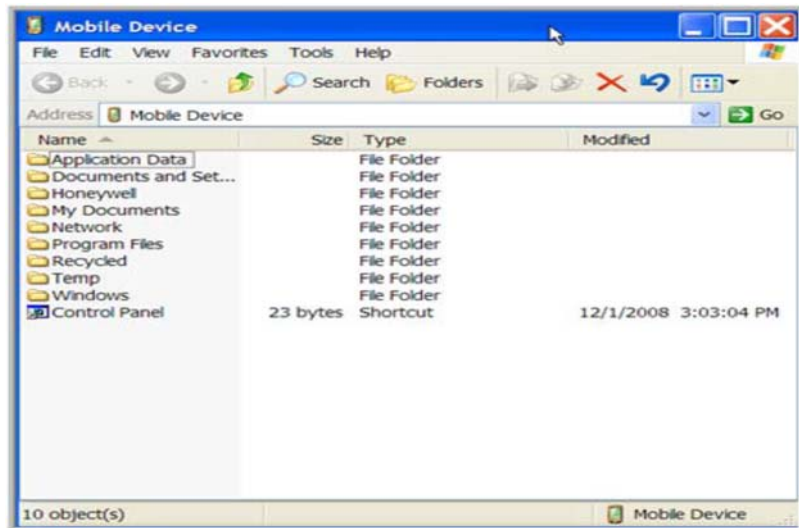 Mobile Device
File Edit View Favorites Tools Help
Back Search Folders
Address Mobile Device Go
Name Size Type Modified
Application Data File Folder
Documents and Set... File Folder
Honeywell File Folder
My Documents File Folder
Network File Folder
Program Files File Folder
Recycled File Folder
Temp File Folder
Windows File Folder
Control Panel 23 bytes Shortcut 12/1/2008 3:03:04 PM
10 object(s) Mobile Device